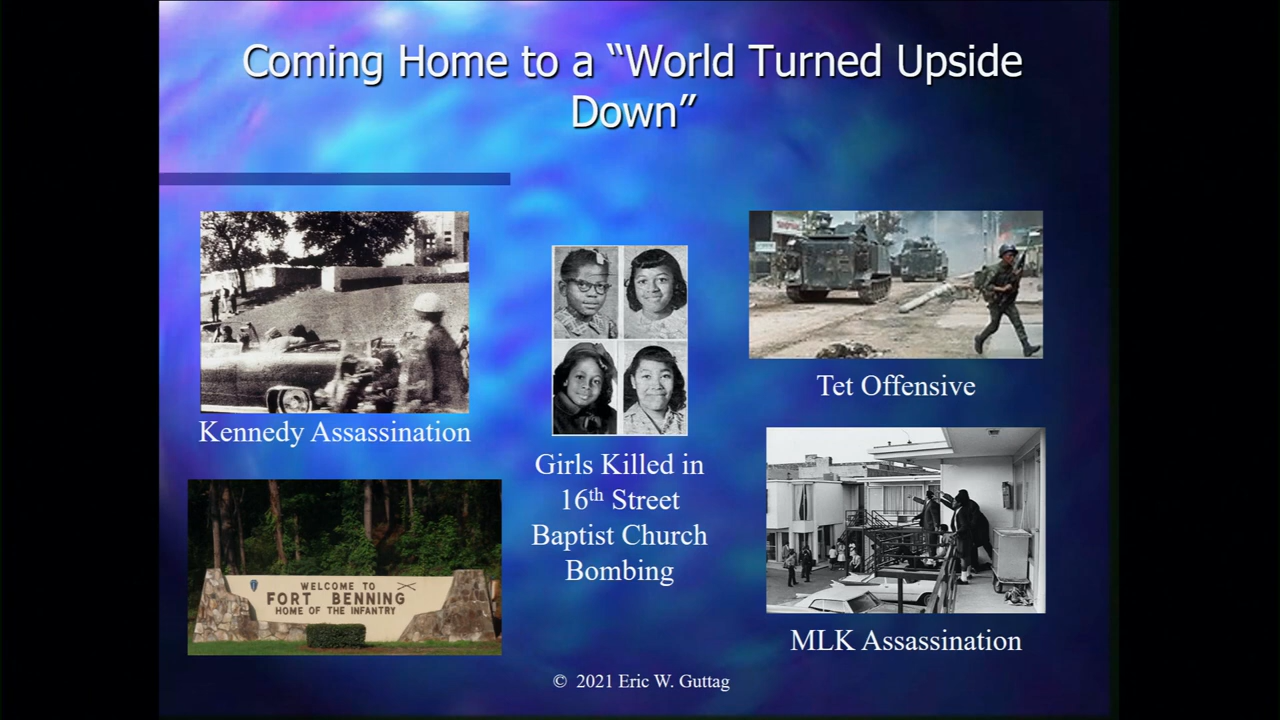 Coming Home to a “World Turned Upside
Down”
Kennedy Assassination
WELCOME TO
FORT BENNING
HOME OF THE INFANTRY
Girls Killed in
16th Street
Baptist Church
Bombing
Tet Offensive
MLK Assassination
© 2021 Eric W. Guttag